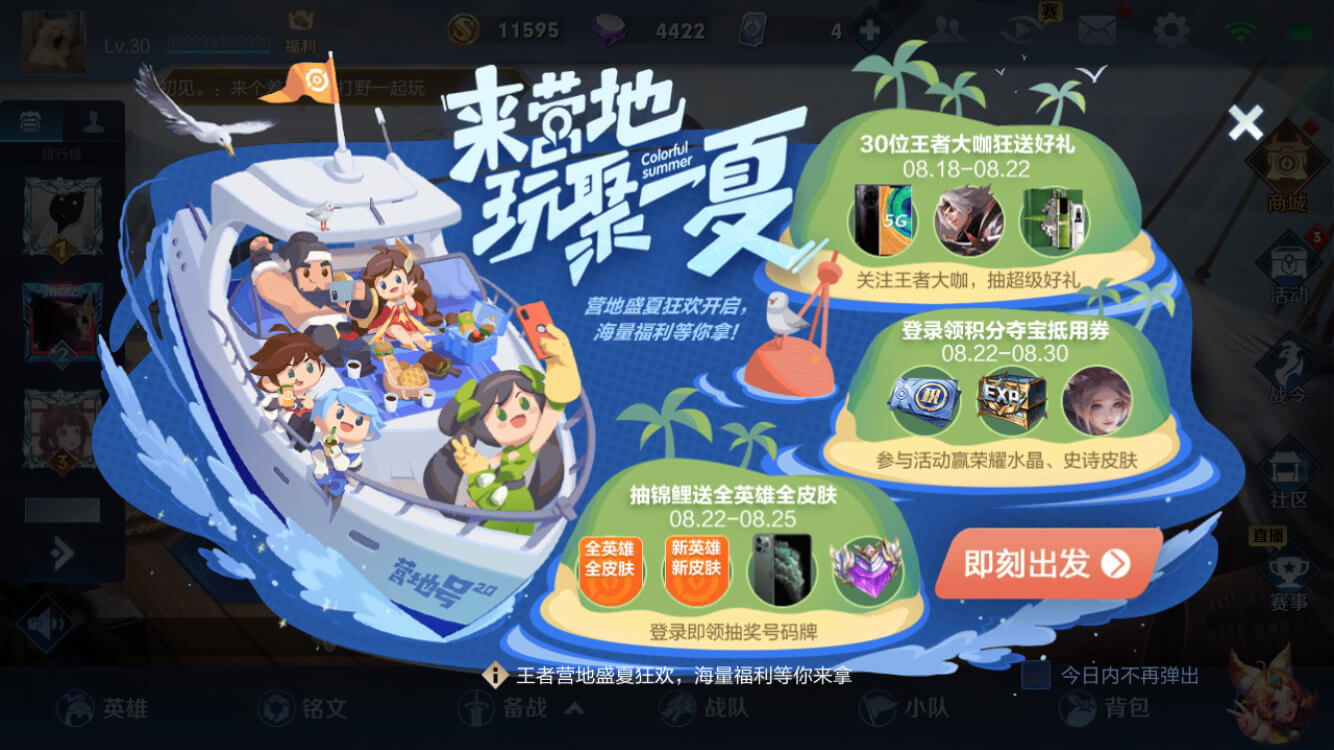 Lv.30
999999/999999
福利
11595
4422
4
赛
排行榜
来营地
玩聚一夏
Colorful
summer
营地盛夏狂欢开启，
海量福利等你拿！
30位王者大咖狂送好礼
08.18-08.22
5G
关注王者大咖，抽超级好礼
登录领积分夺宝抵用券
08.22-08.30
积
EXP
参与活动赢荣耀水晶、史诗皮肤
抽锦鲤送全英雄全皮肤
08.22-08.25
全英雄
全皮肤
新英雄
新皮肤
登录即领抽奖号码牌
即刻出发
营地号2.0
1
2
3
商城
3
活动
战令
社区
直播
赛事
王者营地盛夏狂欢，海量福利等你来拿
今日内不再弹出
英雄
铭文
备战
战队
小队
背包